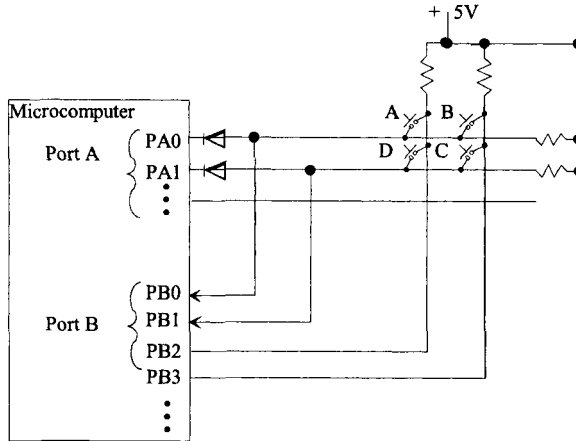 + 5V
Microcomputer
Port A
PA0
PA1
A
B
D
C
Port B
PB0
PB1
PB2
PB3